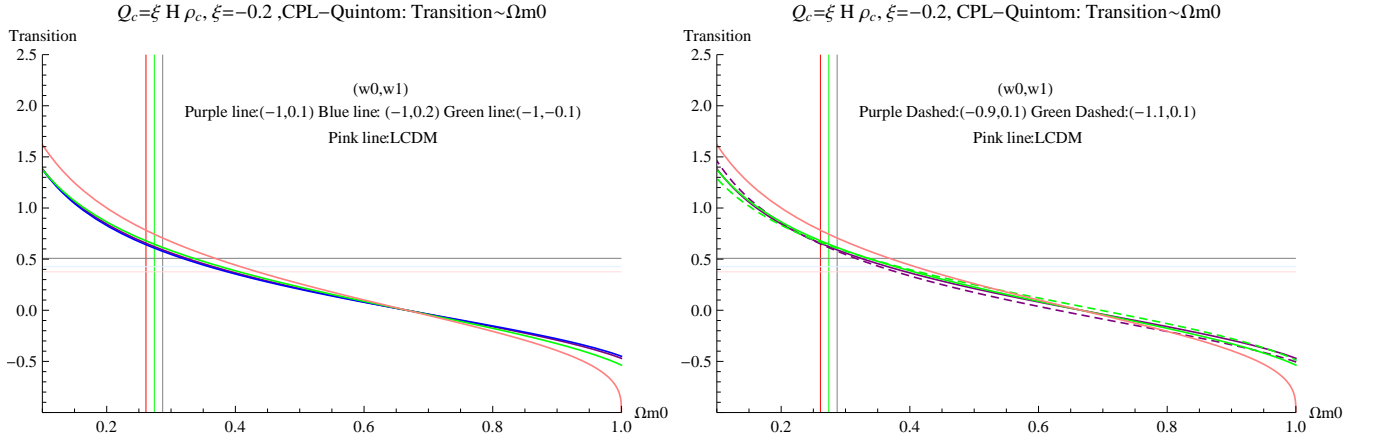 Q_c=ξ H ρ_c, ξ=−0.2 ,CPL−Quintom: Transition~Ωm0
Transition
2.5
2.0
1.5
1.0
0.5
0.0
−0.5
(w0,w1)
Purple line:(−1,0.1) Blue line: (−1,0.2) Green line:(−1,−0.1)
Pink line:LCDM
0.2
0.4
0.6
0.8
1.0
Ωm0
Q_c=ξ H ρ_c, ξ=−0.2, CPL−Quintom: Transition~Ωm0
Transition
2.5
2.0
1.5
1.0
0.5
0.0
−0.5
(w0,w1)
Purple Dashed:(−0.9,0.1) Green Dashed:(−1.1,0.1)
Pink line:LCDM
0.2
0.4
0.6
0.8
1.0
Ωm0